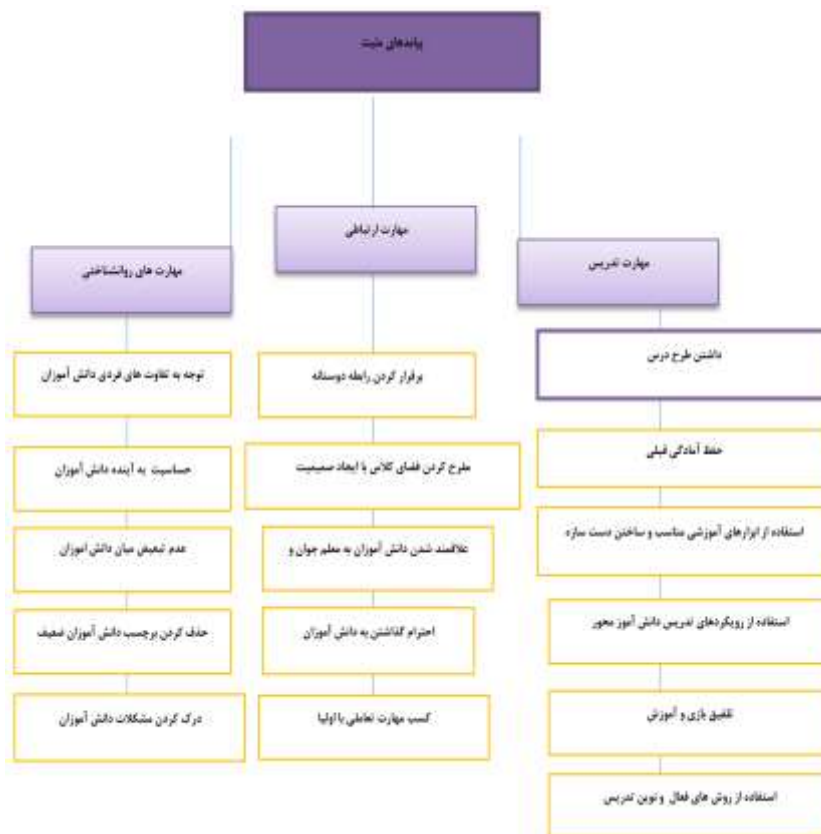 پیامدهای مثبت
مهارت تدریس
داشتن طرح درس
حفظ آمادگی قبلی
استفاده از ابزارهای آموزشی مناسب و ساختن دست سازه
استفاده از رویکردهای تدریس دانش آموز محور
تلفیق بازی و آموزش
استفاده از روش های فعال و نوین تدریس
مهارت ارتباطی
برقرار کردن رابطه دوستانه
مفرح کردن فضای کلاس با ایجاد صمیمیت
علاقمند شدن دانش آموزان به معلم جوان و
احترام گذاشتن به دانش آموزان
کسب مهارت تعاملی با اولیا
مهارت های روانشناختی
توجه به تفاوت های فردی دانش آموزان
حساسیت به آینده دانش آموزان
عدم تبعیض میان دانش اموزان
حذف کردن برچسب دانش آموزان ضعیف
درک کردن مشکلات دانش آموزان